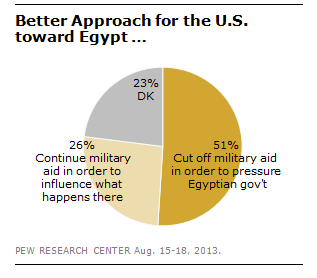 Better Approach for the U.S.
toward Egypt ...
23%
DK
26%
Continue military
aid in order to
influence what
happens there
51%
Cut off military aid
in order to pressure
Egyptian gov't
PEW RESEARCH CENTER Aug. 15-18, 2013.